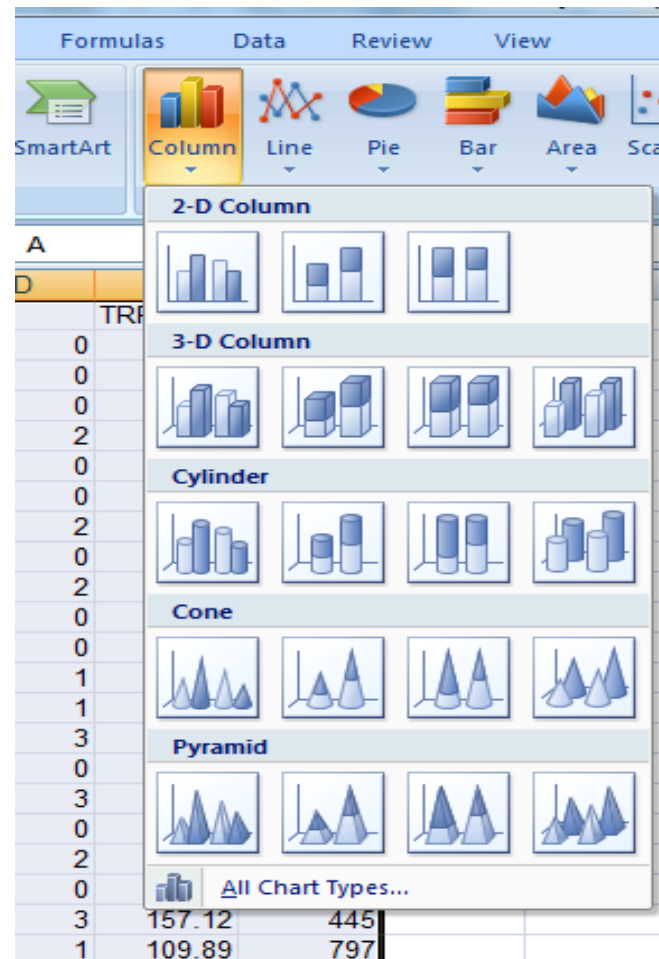 Formulas Data Review View
SmartArt Column Line Pie Bar Area
2-D Column
A
D
3-D Column
0
0
0
2
0
Cylinder
0
2
0
2
0
Cone
0
1
1
3
Pyramid
0
3
0
2
0 All Chart Types...
3 157.12 445
1 109.89 797